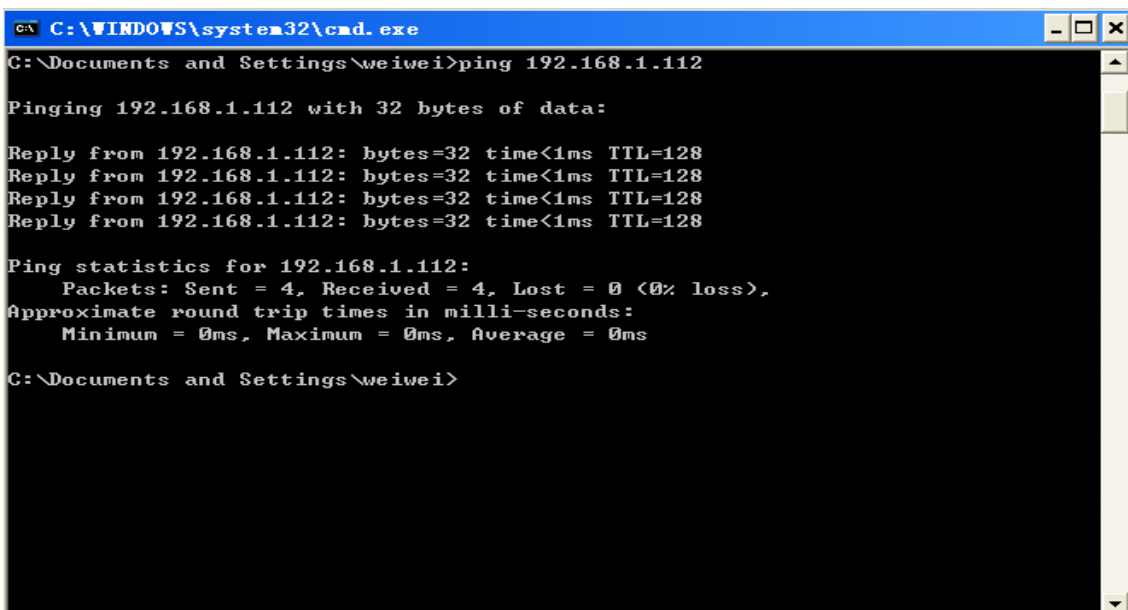 C:\WINDOWS\system32\cmd.exe
C:\Documents and Settings\weiwei>ping 192.168.1.112
Pinging 192.168.1.112 with 32 bytes of data:
Reply from 192.168.1.112: bytes=32 time<1ms TTL=128
Reply from 192.168.1.112: bytes=32 time<1ms TTL=128
Reply from 192.168.1.112: bytes=32 time<1ms TTL=128
Reply from 192.168.1.112: bytes=32 time<1ms TTL=128
Ping statistics for 192.168.1.112:
    Packets: Sent = 4, Received = 4, Lost = 0 (0% loss),
Approximate round trip times in milli-seconds:
    Minimum = 0ms, Maximum = 0ms, Average = 0ms
C:\Documents and Settings\weiwei>